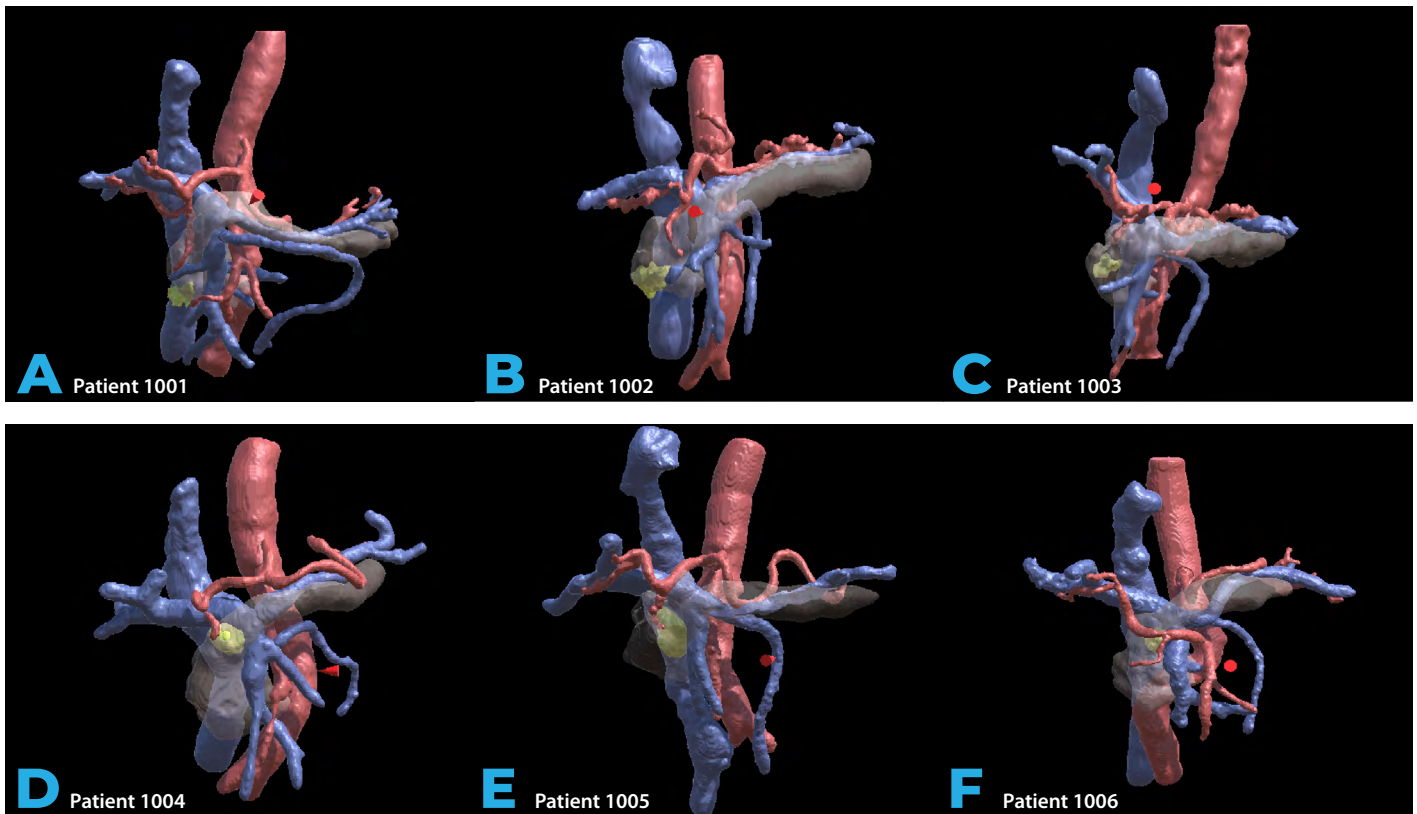 A Patient 1001
B Patient 1002
C Patient 1003
D Patient 1004
E Patient 1005
F Patient 1006